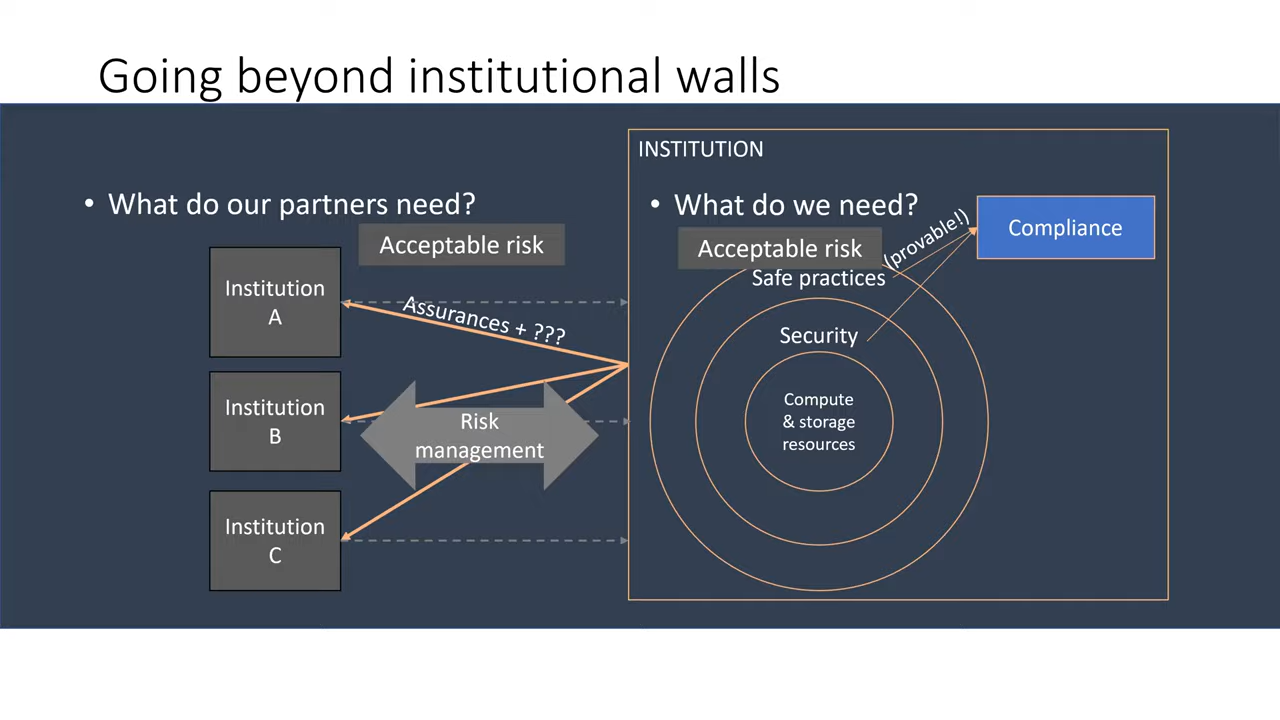 Going beyond institutional walls
• What do our partners need?
Acceptable risk
Institution
A
Assurances + ???
Institution
B
Risk
management
Institution
C
INSTITUTION
• What do we need?
Acceptable risk
(provable!)
Compliance
Safe practices
Security
Compute
& storage
resources